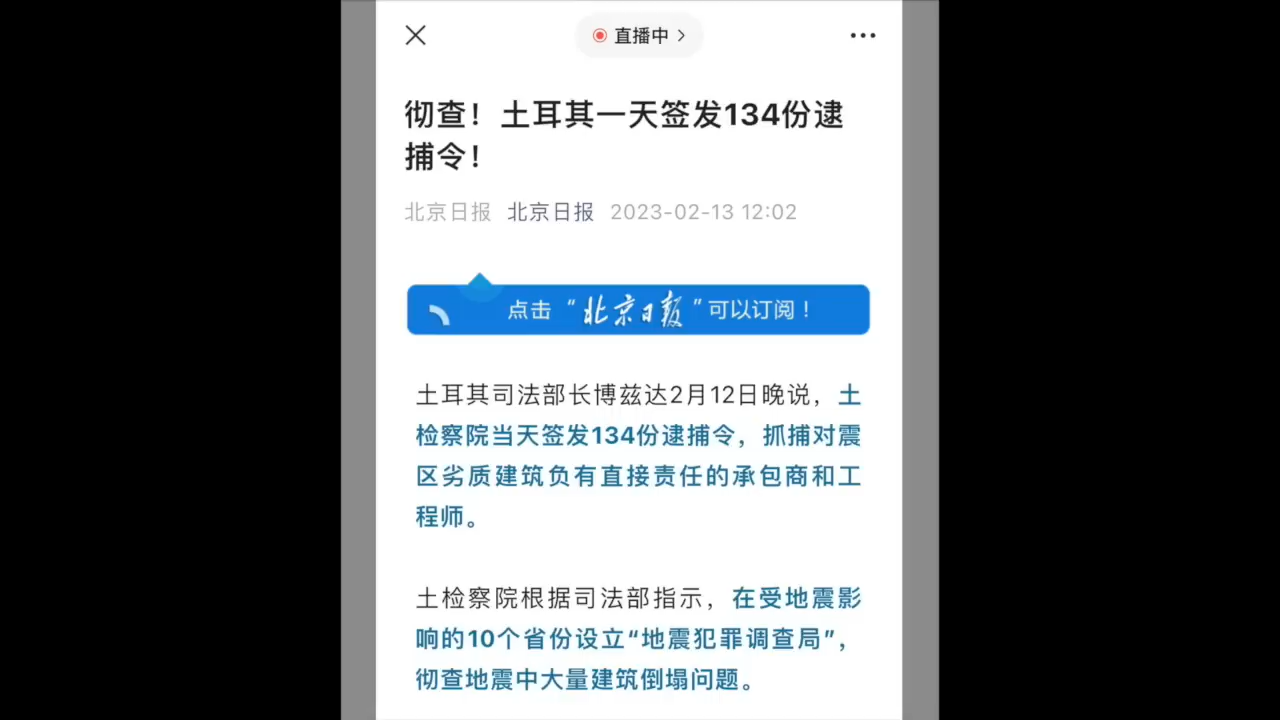 直播中
彻查！土耳其一天签发134份逮
捕令！
北京日报 北京日报 2023-02-13 12:02
点击“北京日报”可以订阅！
土耳其司法部长博兹达2月12日晚说，土
检察院当天签发134份逮捕令，抓捕对震
区劣质建筑负有直接责任的承包商和工
程师。
土检察院根据司法部指示，在受地震影
响的10个省份设立“地震犯罪调查局”，
彻查地震中大量建筑倒塌问题。